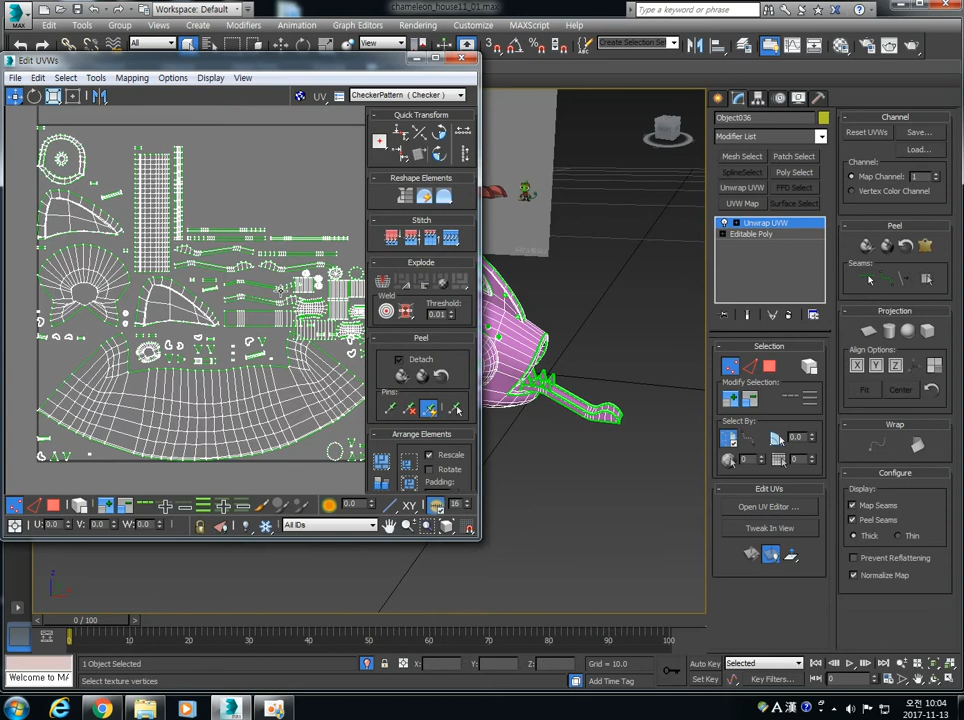 MAX
Workspace: Default
chameleon_house11_01.max
Type a keyword or phrase
Edit Tools Group Views Create Modifiers Animation Graph Editors Rendering Customize MAXScript Help
All
View
Create Selection Se
Edit UVWs
File Edit Select Tools Mapping Options Display View
UV
CheckerPattern ( Checker )
Quick Transform
Reshape Elements
Stitch
Explode
Weld
Threshold:
0.01
Peel
Detach
Pins:
Arrange Elements
Rescale
Rotate
Padding:
0.0
XY
16
U: 0.0 V: 0.0 W: 0.0
All IDs
Object036
Modifier List
Mesh Select Patch Select
SplineSelect Poly Select
Unwrap UVW FFD Select
UVW Map Surface Select
Unwrap UVW
Editable Poly
Selection
Modify Selection:
Select By:
0.0
0
0
Edit UVs
Open UV Editor ...
Tweak In View
Channel
Reset UVWs Save...
Load...
Channel:
Map Channel: 1
Vertex Color Channel
Peel
Seams:
Projection
Align Options:
X Y Z
Fit Center
Wrap
Configure
Display:
Map Seams
Peel Seams
Thick Thin
Prevent Reflattening
Normalize Map
0 / 100
0 10 20 30 40 50 60 70 80 90 100
1 Object Selected
X: Y: Z: Grid = 10.0
Auto Key Selected
Welcome to MA
Select texture vertices
Add Time Tag
Set Key Key Filters...
0
A 漢
오전 10:04
2017-11-13